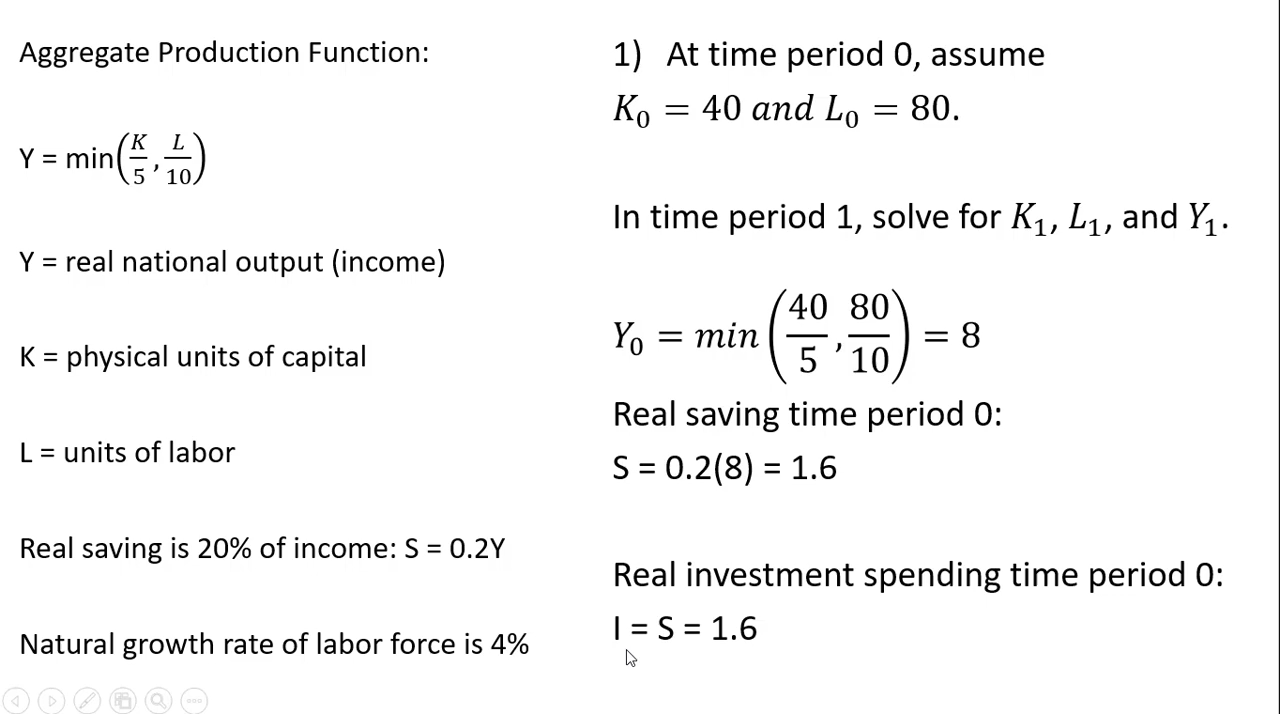 Aggregate Production Function:
Y = min(K/5, L/10)
Y = real national output (income)
K = physical units of capital
L = units of labor
Real saving is 20% of income: S = 0.2Y
Natural growth rate of labor force is 4%
1) At time period 0, assume
K₀ = 40 and L₀ = 80.
In time period 1, solve for K₁, L₁, and Y₁.
Y₀ = min(40/5, 80/10) = 8
Real saving time period 0:
S = 0.2(8) = 1.6
Real investment spending time period 0:
I = S = 1.6